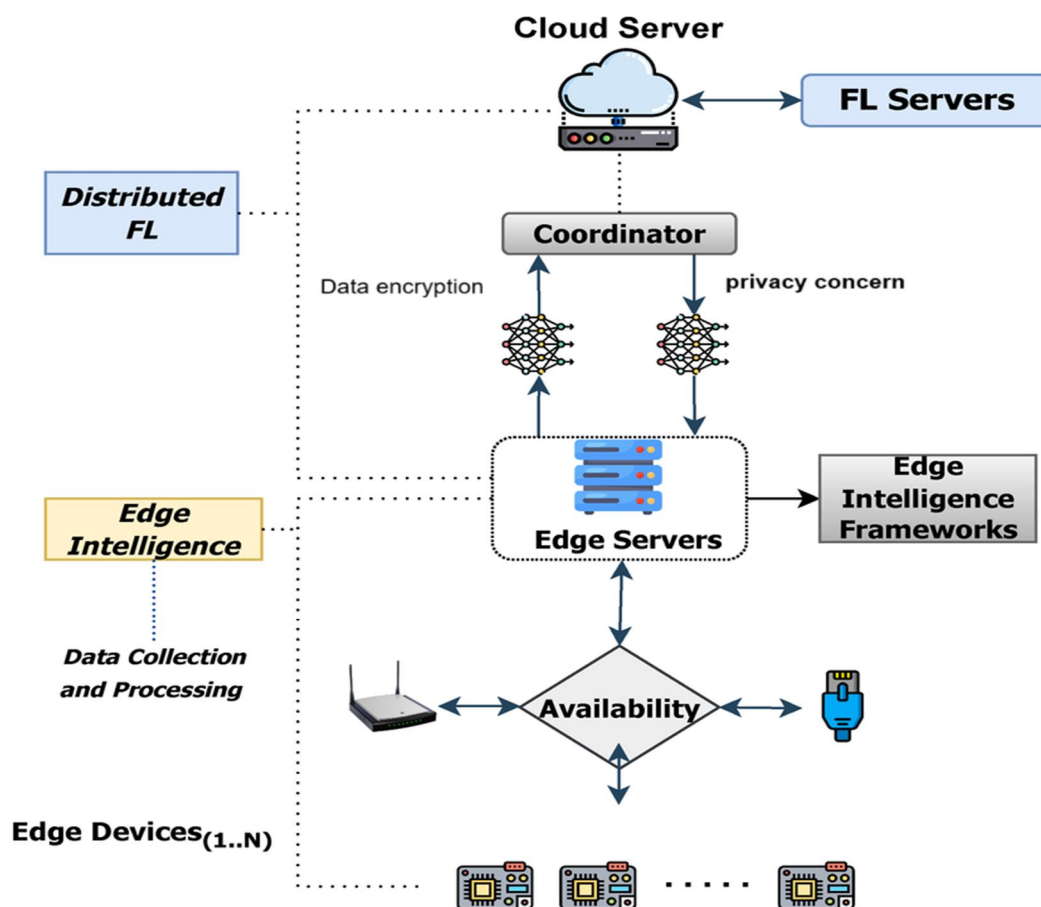 Cloud Server
FL Servers
Distributed
FL
Coordinator
Data encryption
privacy concern
Edge
Intelligence
Edge Servers
Edge
Intelligence
Frameworks
Data Collection
and Processing
Availability
Edge Devices(1..N)